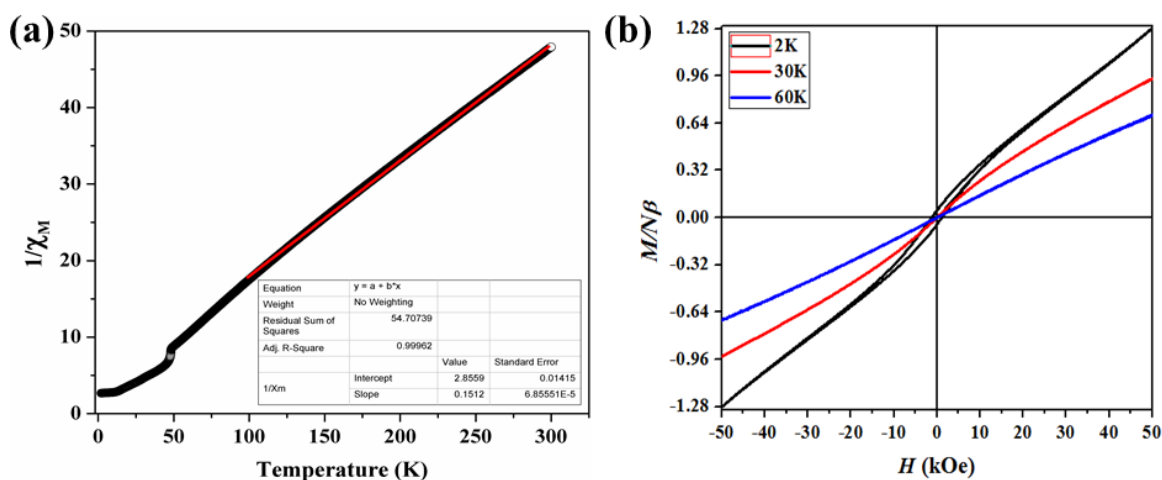 (a)
50
40
30
20
10
0
1/χM
0 50 100 150 200 250 300
Temperature (K)
Equation y = a + b*x
Weight No Weighting
Residual Sum of Squares 54.70739
Adj. R-Square 0.99962
Value Standard Error
1/Xm Intercept 2.8559 0.01415
Slope 0.1512 6.85551E-5
(b)
2K
30K
60K
1.28
0.96
0.64
0.32
0.00
-0.32
-0.64
-0.96
-1.28
M/Nβ
-50 -40 -30 -20 -10 0 10 20 30 40 50
H (kOe)